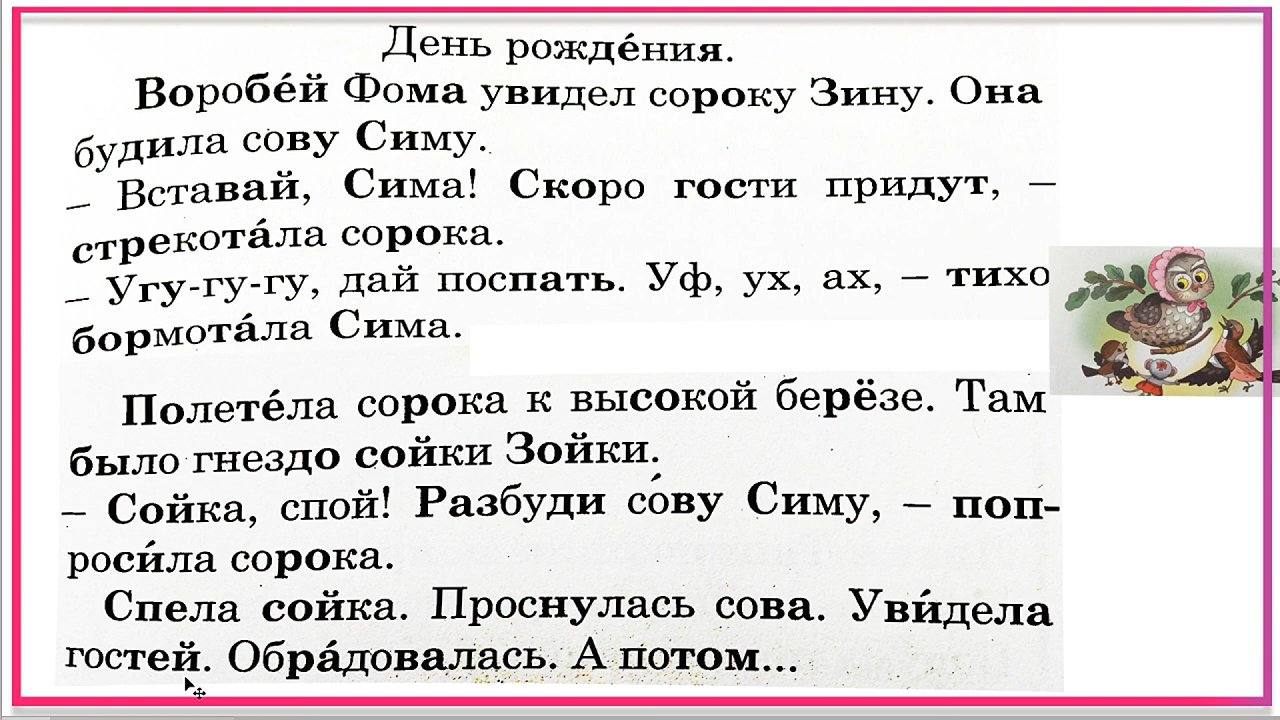 День рожде́ния.
Воробе́й Фома увидел сороку Зину. Она
будила сову Симу.
– Вставай, Сима! Скоро гости придут, –
стрекота́ла сорока.
– Угу-гу-гу, дай поспать. Уф, ух, ах, – тихо
бормота́ла Сима.
Полете́ла сорока к высокой берёзе. Там
было гнездо сойки Зойки.
– Сойка, спой! Разбуди со́ву Симу, – поп-
роси́ла сорока.
Спела сойка. Проснулась сова. Уви́дела
гостей. Обра́довалась. А потом...